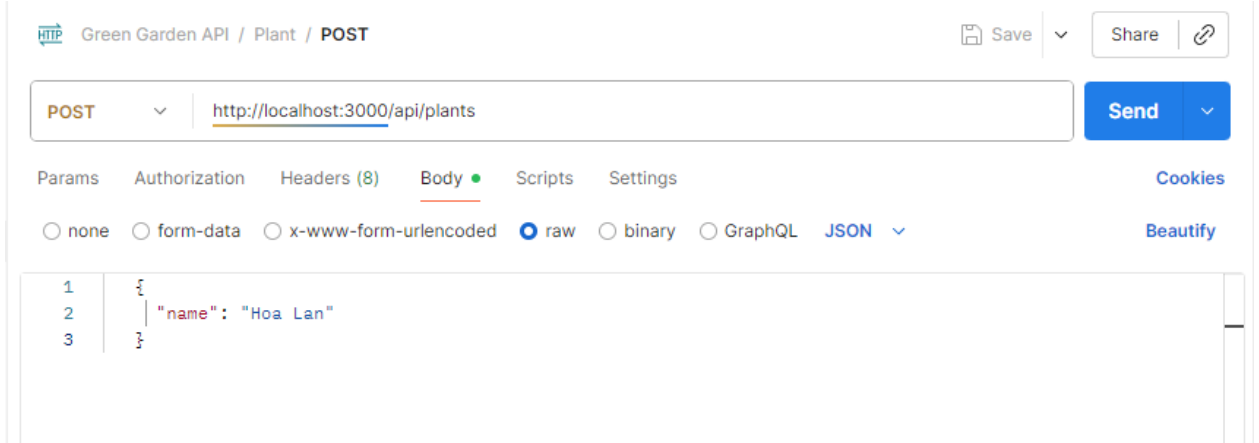 HTTP Green Garden API / Plant / POST Save Share
POST http://localhost:3000/api/plants Send
Params Authorization Headers (8) Body Scripts Settings Cookies
none form-data x-www-form-urlencoded raw binary GraphQL JSON Beautify
1 {
2 "name": "Hoa Lan"
3 }